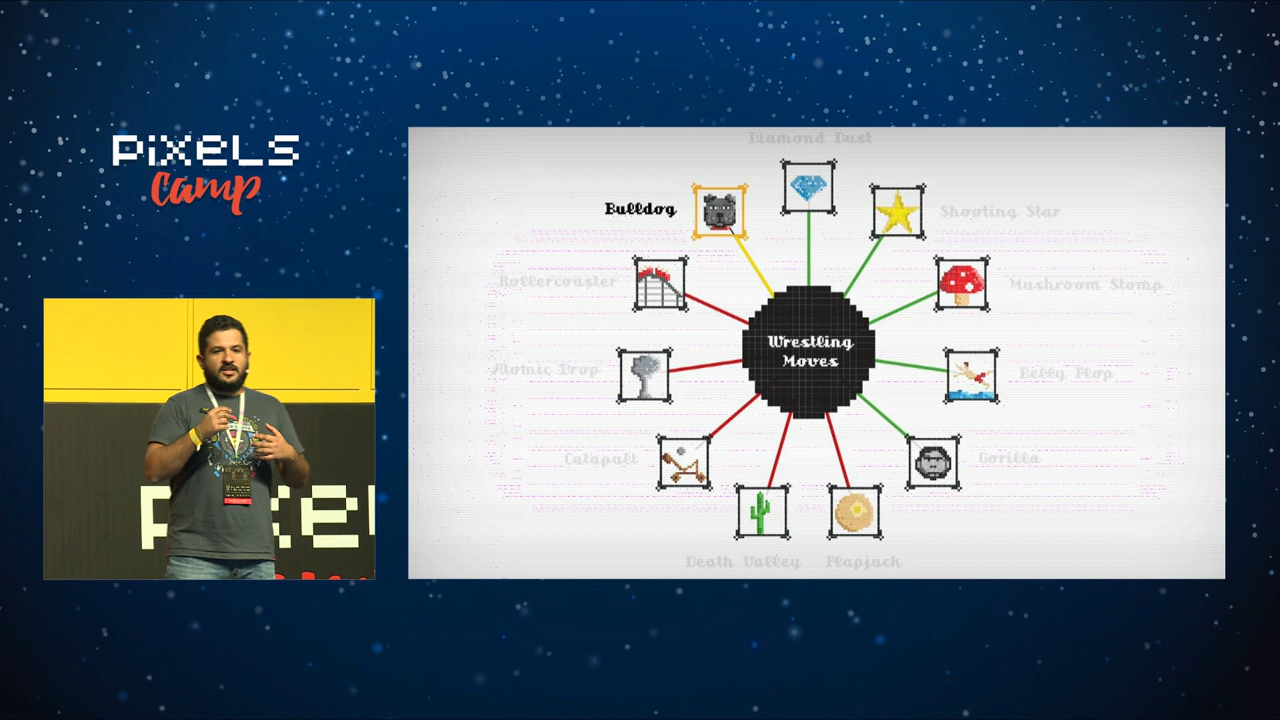 pixels
camp
Diamond Dust
Bulldog
Shooting Star
Rollercoaster
Mushroom Stomp
Wrestling
Moves
Atomic Drop
Belly Flop
Catapult
Gorilla
Death Valley
Flapjack
pixe